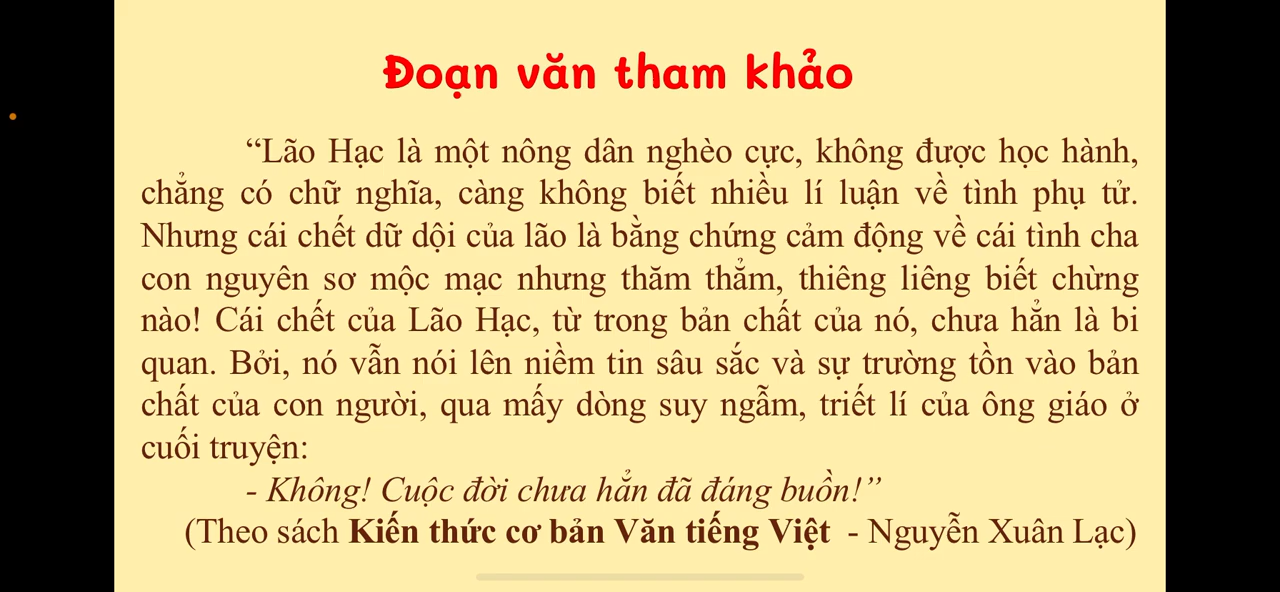 Đoạn văn tham khảo
“Lão Hạc là một nông dân nghèo cực, không được học hành,
chẳng có chữ nghĩa, càng không biết nhiều lí luận về tình phụ tử.
Nhưng cái chết dữ dội của lão là bằng chứng cảm động về cái tình cha
con nguyên sơ mộc mạc nhưng thăm thẳm, thiêng liêng biết chừng
nào! Cái chết của Lão Hạc, từ trong bản chất của nó, chưa hẳn là bi
quan. Bởi, nó vẫn nói lên niềm tin sâu sắc và sự trường tồn vào bản
chất của con người, qua mấy dòng suy ngẫm, triết lí của ông giáo ở
cuối truyện:
- Không! Cuộc đời chưa hẳn đã đáng buồn!”
(Theo sách Kiến thức cơ bản Văn tiếng Việt - Nguyễn Xuân Lạc)